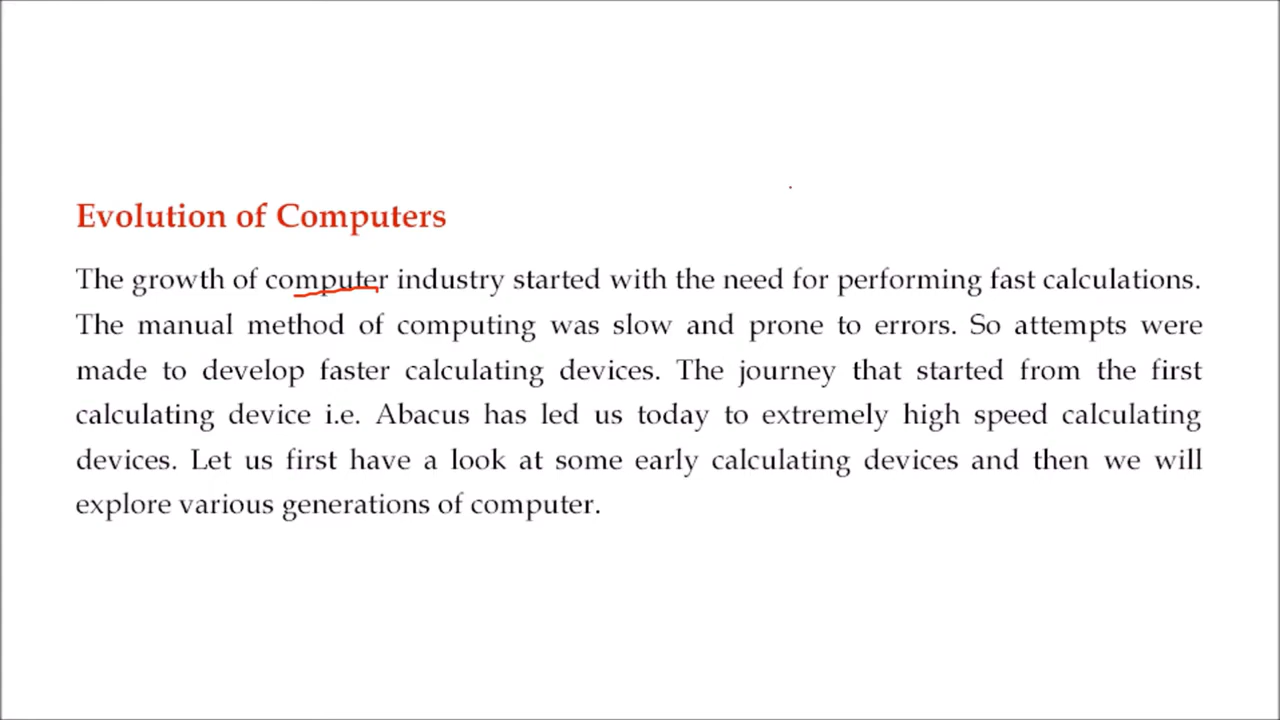 Evolution of Computers
The growth of computer industry started with the need for performing fast calculations.
The manual method of computing was slow and prone to errors. So attempts were
made to develop faster calculating devices. The journey that started from the first
calculating device i.e. Abacus has led us today to extremely high speed calculating
devices. Let us first have a look at some early calculating devices and then we will
explore various generations of computer.